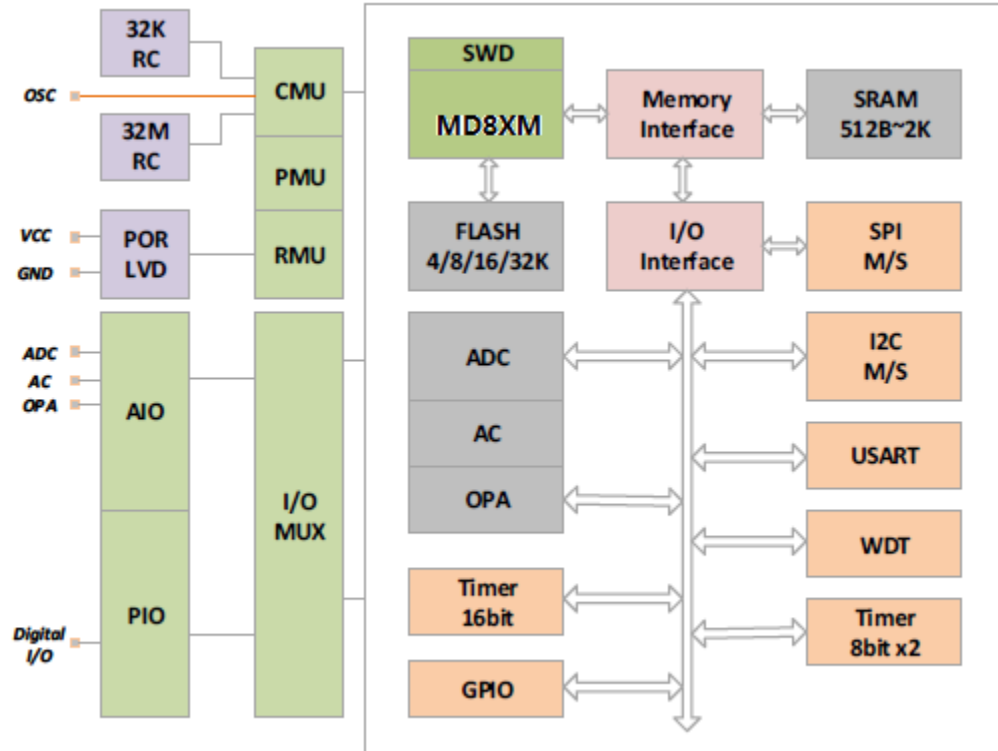 32K
RC
OSC
32M
RC
CMU
PMU
RMU
VCC
GND
POR
LVD
ADC
AC
OPA
AIO
Digital
I/O
PIO
I/O
MUX
SWD
MD8XM
Memory
Interface
SRAM
512B~2K
FLASH
4/8/16/32K
I/O
Interface
SPI
M/S
ADC
AC
OPA
I2C
M/S
USART
WDT
Timer
16bit
Timer
8bit x2
GPIO